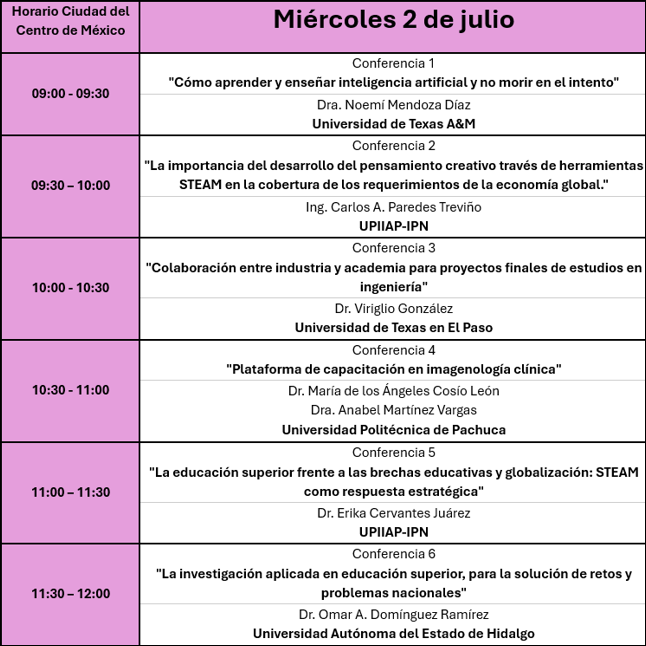 Horario Ciudad del
Centro de México
Miércoles 2 de julio
09:00 - 09:30
Conferencia 1
"Cómo aprender y enseñar inteligencia artificial y no morir en el intento"
Dra. Noemí Mendoza Díaz
Universidad de Texas A&M
09:30 – 10:00
Conferencia 2
"La importancia del desarrollo del pensamiento creativo través de herramientas
STEAM en la cobertura de los requerimientos de la economía global."
Ing. Carlos A. Paredes Treviño
UPIIAP-IPN
10:00 - 10:30
Conferencia 3
"Colaboración entre industria y academia para proyectos finales de estudios en
ingeniería"
Dr. Viriglio González
Universidad de Texas en El Paso
10:30 - 11:00
Conferencia 4
"Plataforma de capacitación en imagenología clínica"
Dr. María de los Ángeles Cosío León
Dra. Anabel Martínez Vargas
Universidad Politécnica de Pachuca
11:00 – 11:30
Conferencia 5
"La educación superior frente a las brechas educativas y globalización: STEAM
como respuesta estratégica"
Dr. Erika Cervantes Juárez
UPIIAP-IPN
11:30 – 12:00
Conferencia 6
"La investigación aplicada en educación superior, para la solución de retos y
problemas nacionales"
Dr. Omar A. Domínguez Ramírez
Universidad Autónoma del Estado de Hidalgo